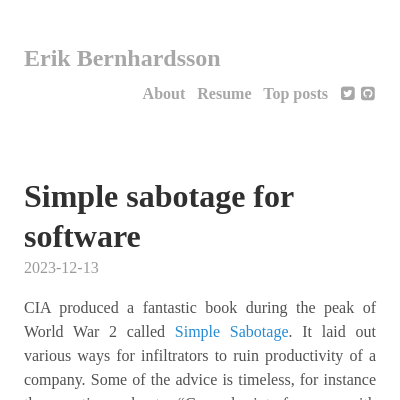 Erik Bernhardsson
About Resume Top posts
Simple sabotage for
software
2023-12-13
CIA produced a fantastic book during the peak of
World War 2 called Simple Sabotage. It laid out
various ways for infiltrators to ruin productivity of a
company. Some of the advice is timeless, for instance